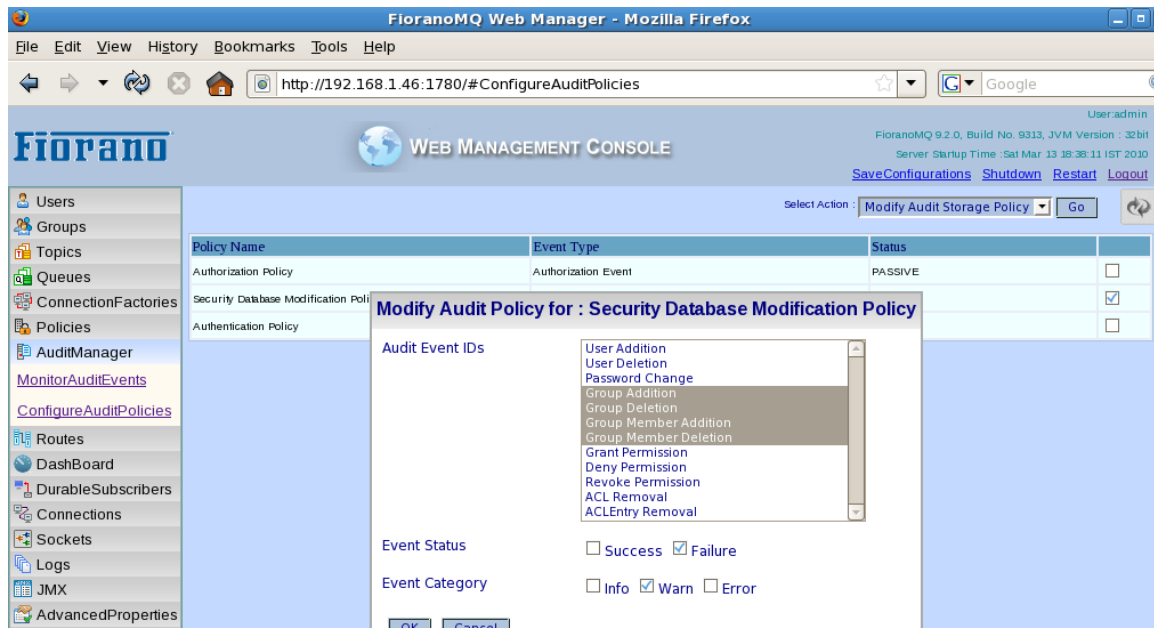 FioranoMQ Web Manager - Mozilla Firefox
File Edit View History Bookmarks Tools Help
http://192.168.1.46:1780/#ConfigureAuditPolicies
G Google
User:admin
Fiorano
WEB MANAGEMENT CONSOLE
FioranoMQ 9.2.0, Build No. 9313, JVM Version : 32bit
Server Startup Time :Sat Mar 13 18:38:11 IST 2010
SaveConfigurations Shutdown Restart Logout
Select Action : Modify Audit Storage Policy Go
Users
Groups
Topics
Queues
ConnectionFactories
Policies
AuditManager
MonitorAuditEvents
ConfigureAuditPolicies
Routes
DashBoard
DurableSubscribers
Connections
Sockets
Logs
JMX
AdvancedProperties
Policy Name Event Type Status
Authorization Policy Authorization Event PASSIVE
Security Database Modification Poli
Authentication Policy
Modify Audit Policy for : Security Database Modification Policy
Audit Event IDs
User Addition
User Deletion
Password Change
Group Addition
Group Deletion
Group Member Addition
Group Member Deletion
Grant Permission
Deny Permission
Revoke Permission
ACL Removal
ACLEntry Removal
Event Status
Success Failure
Event Category
Info Warn Error
OK Cancel